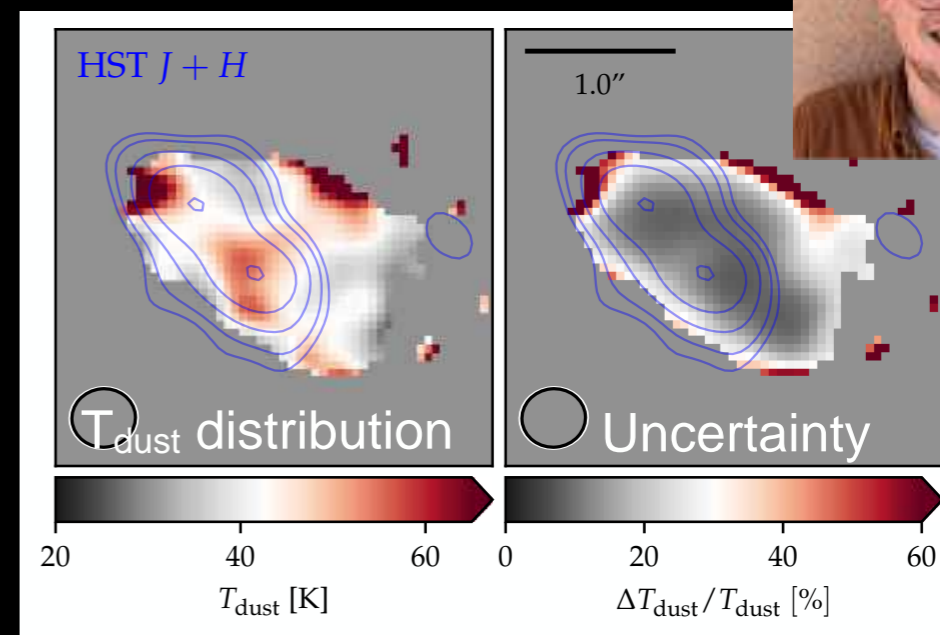 HST J + H
1.0″
T_dust distribution
Uncertainty
20 40 60
T_dust [K]
0 20 40 60
ΔT_dust/T_dust [%]